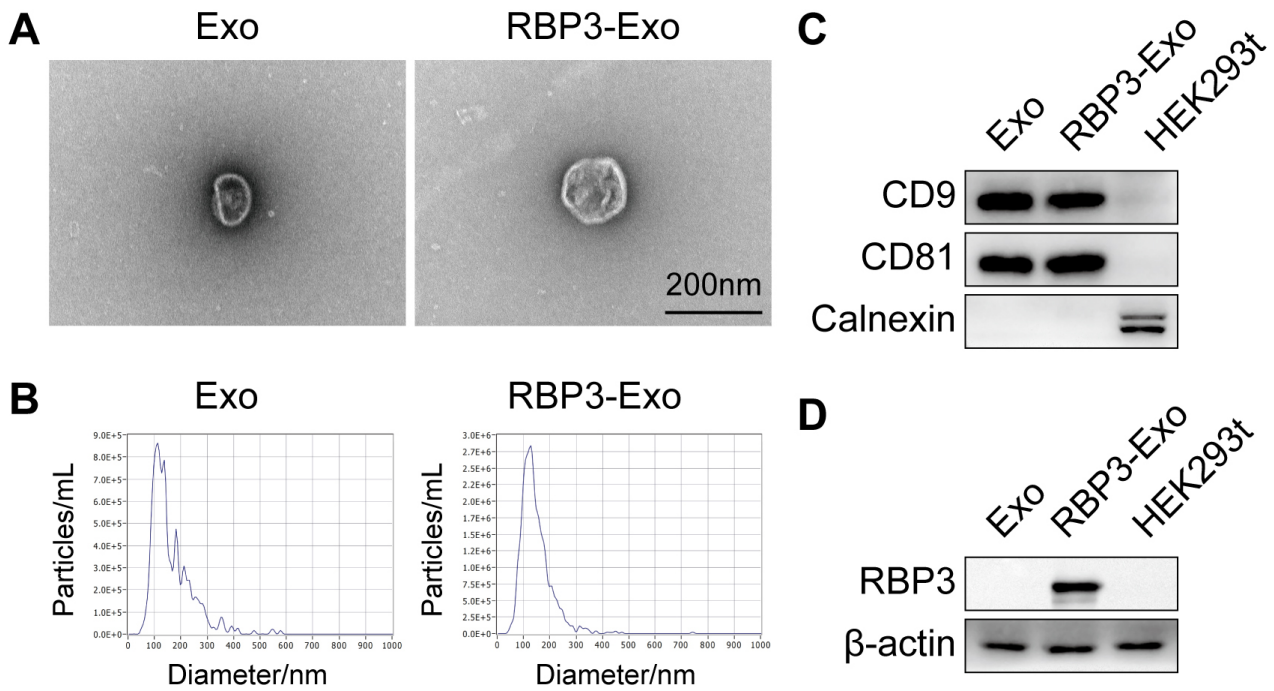 A
Exo
RBP3-Exo
200nm
B
Exo
RBP3-Exo
Particles/mL
9.0E+5
8.0E+5
7.0E+5
6.0E+5
5.0E+5
4.0E+5
3.0E+5
2.0E+5
1.0E+5
0.0E+0
0 100 200 300 400 500 600 700 800 900 1000
Diameter/nm
Particles/mL
3.0E+6
2.7E+6
2.5E+6
2.2E+6
2.0E+6
1.7E+6
1.5E+6
1.2E+6
1.0E+6
7.5E+5
5.0E+5
2.5E+5
0.0E+0
0 100 200 300 400 500 600 700 800 900 1000
Diameter/nm
C
Exo
RBP3-Exo
HEK293t
CD9
CD81
Calnexin
D
Exo
RBP3-Exo
HEK293t
RBP3
β-actin